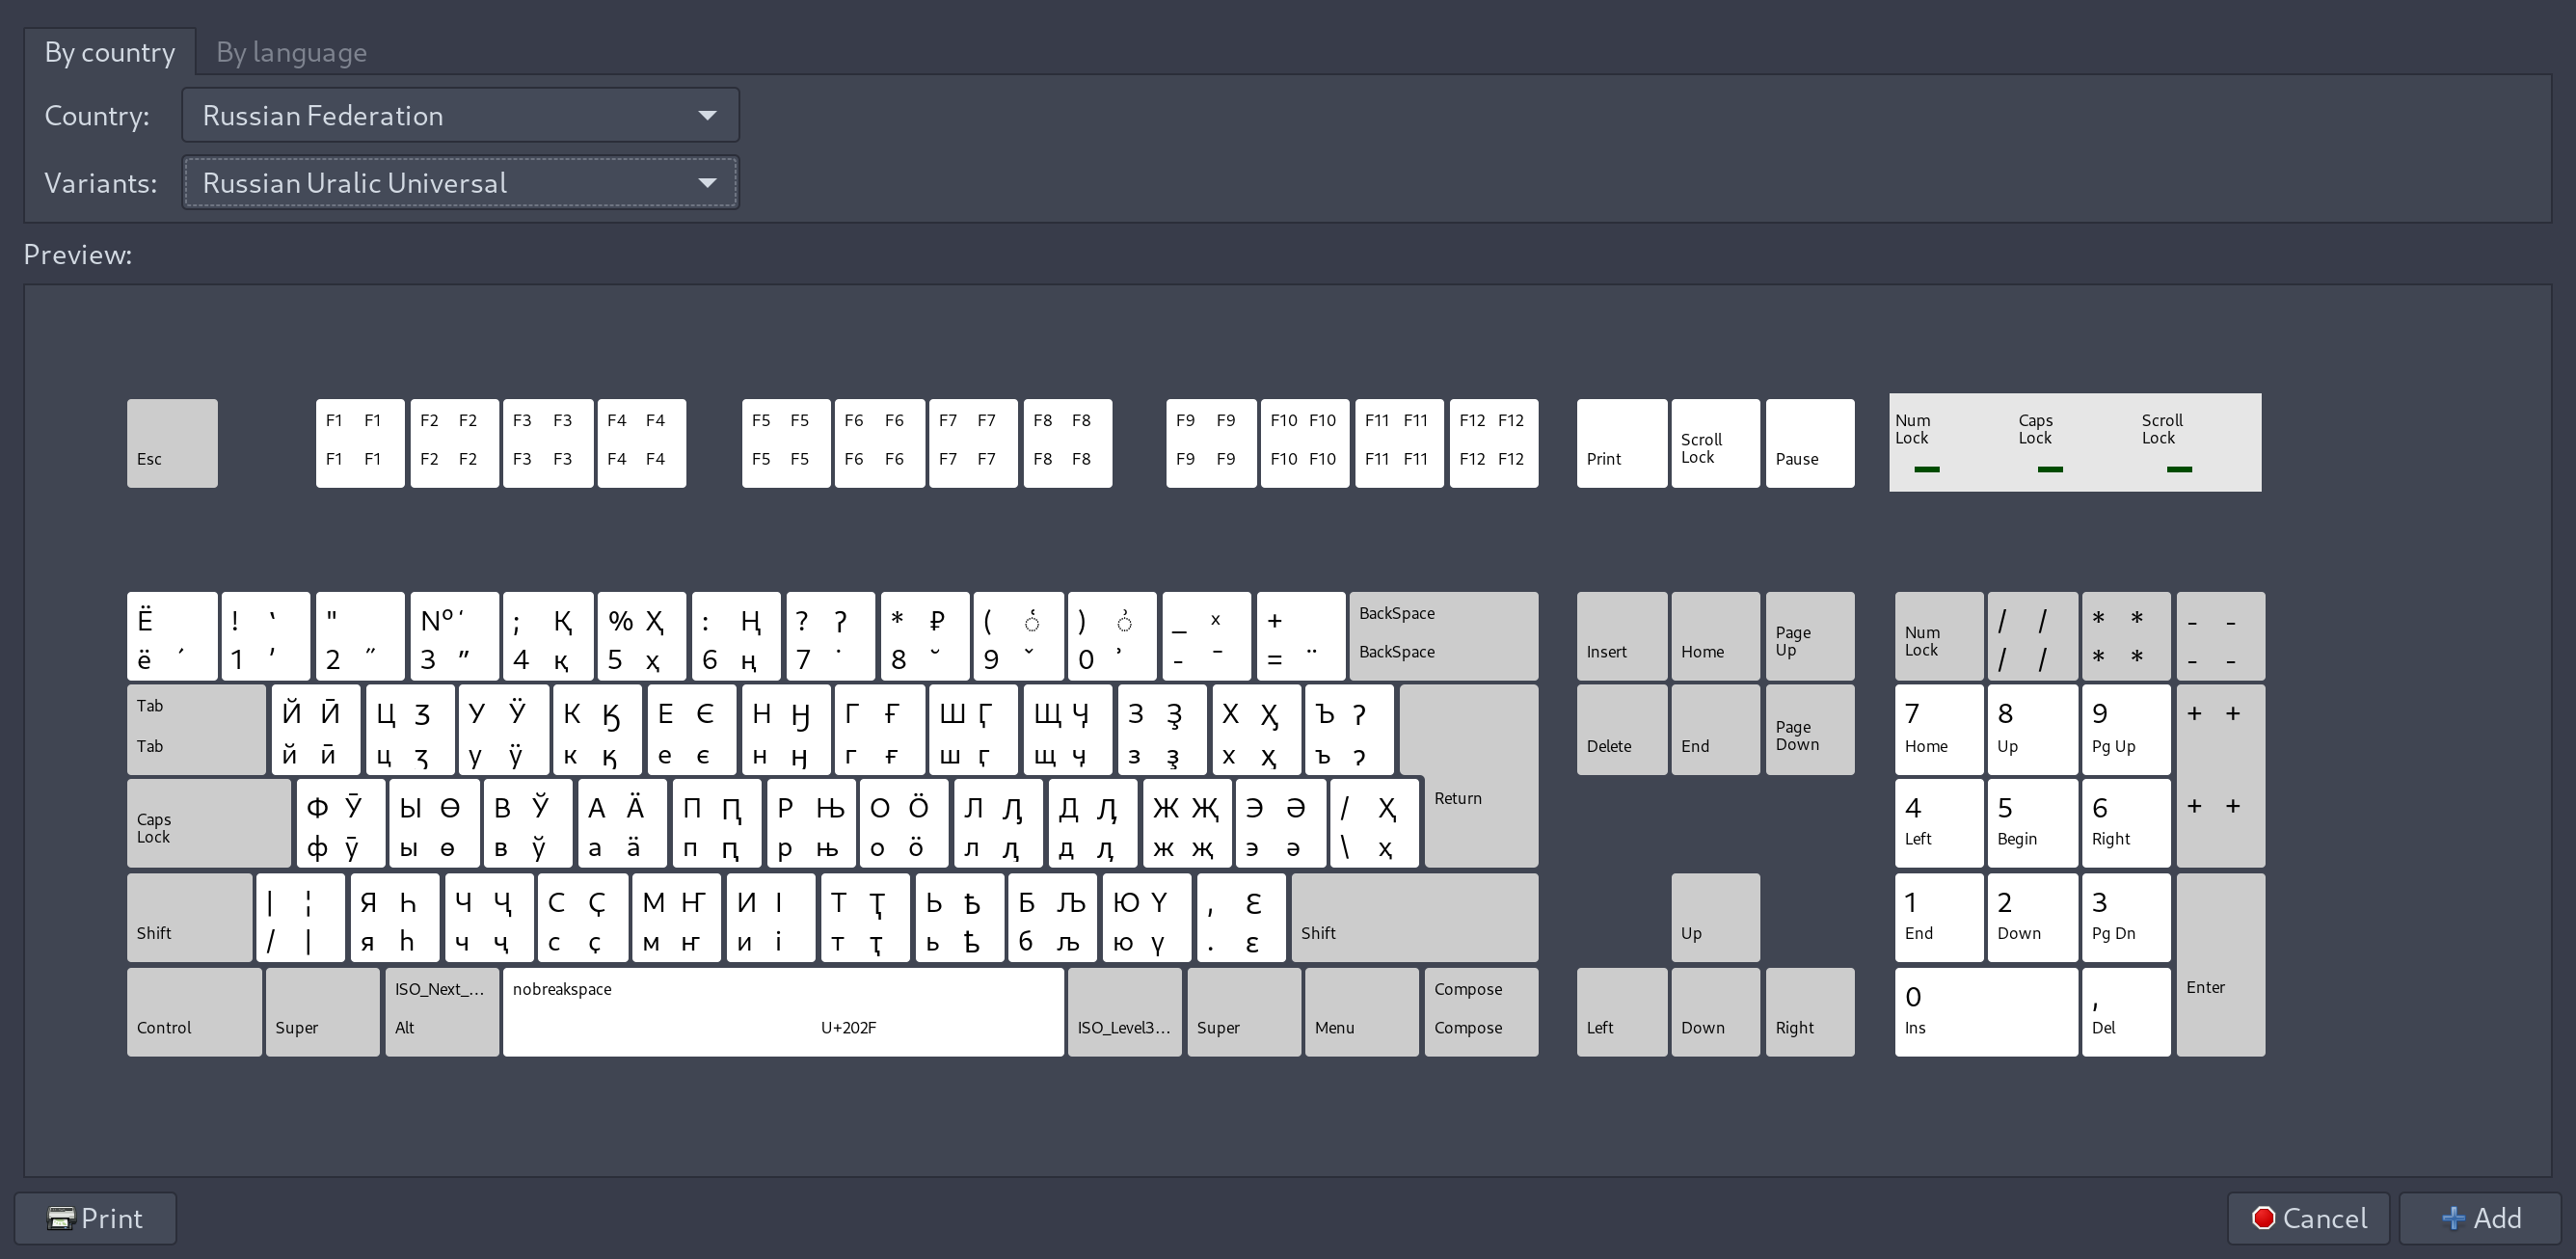 By country By language
Country: Russian Federation
Variants: Russian Uralic Universal
Preview:
Esc F1 F1 F2 F2 F3 F3 F4 F4 F5 F5 F6 F6 F7 F7 F8 F8 F9 F9 F10 F10 F11 F11 F12 F12 Print Scroll Lock Pause Num Lock Caps Lock Scroll Lock
F1 F1 F2 F2 F3 F3 F4 F4 F5 F5 F6 F6 F7 F7 F8 F8 F9 F9 F10 F10 F11 F11 F12 F12
Ё ! ‛ " № ‘ ; Қ % Ҳ : Ң ? Ɂ * ₽ ( ) _ ˣ + BackSpace Insert Home Page Up Num Lock / / * * - -
ё ´ 1 ’ 2 ˝ 3 ” 4 қ 5 ҳ 6 ң 7 ˙ 8 ˘ 9 ˇ 0 ʾ - ¯ = ¨ BackSpace / / * * - -
Tab Й Ӣ Ц Ӡ У Ӱ К Ӄ Е Є Н Ӈ Г Ғ Ш Ӷ Щ Ӌ З Ҙ Х Ӽ Ъ Ɂ Return Delete End Page Down 7 8 9 + +
Tab й ӣ ц ӡ у ӱ к ӄ е є н ӈ г ғ ш ӷ щ ӌ з ҙ х ӽ ъ ɂ Home Up Pg Up
Caps Lock Ф Ӯ Ы Ө В Ў А Ӓ П Ԥ Р Њ О Ӧ Л Ԓ Д Ԓ Ж Җ Э Ә / Ҳ 4 5 6 + +
ф ӯ ы ө в ў а ӓ п ԥ р њ о ӧ л ԓ д ԓ ж җ э ә \ ҳ Left Begin Right
Shift | ¦ Я Һ Ч Ҷ С Ҫ М Ҥ И І Т Ҭ Ь Ѣ Б Љ Ю Ү , Ԑ Shift Up 1 2 3 Enter
/ | я һ ч ҷ с ҫ м ҥ и і т ҭ ь ѣ б љ ю ү . ԑ End Down Pg Dn
Control Super ISO_Next_... nobreakspace ISO_Level3... Super Menu Compose Left Down Right 0 ,
Alt U+202F Compose Ins Del
Print Cancel Add